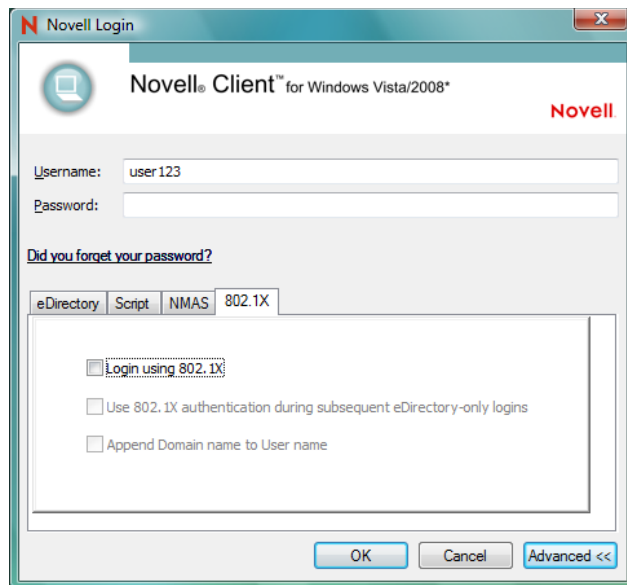 N Novell Login
X
Novell® Client™ for Windows Vista/2008*
Novell.
Username: user123
Password:
Did you forget your password?
eDirectory Script NMAS 802.1X
Login using 802.1X
Use 802.1X authentication during subsequent eDirectory-only logins
Append Domain name to User name
OK Cancel Advanced <<